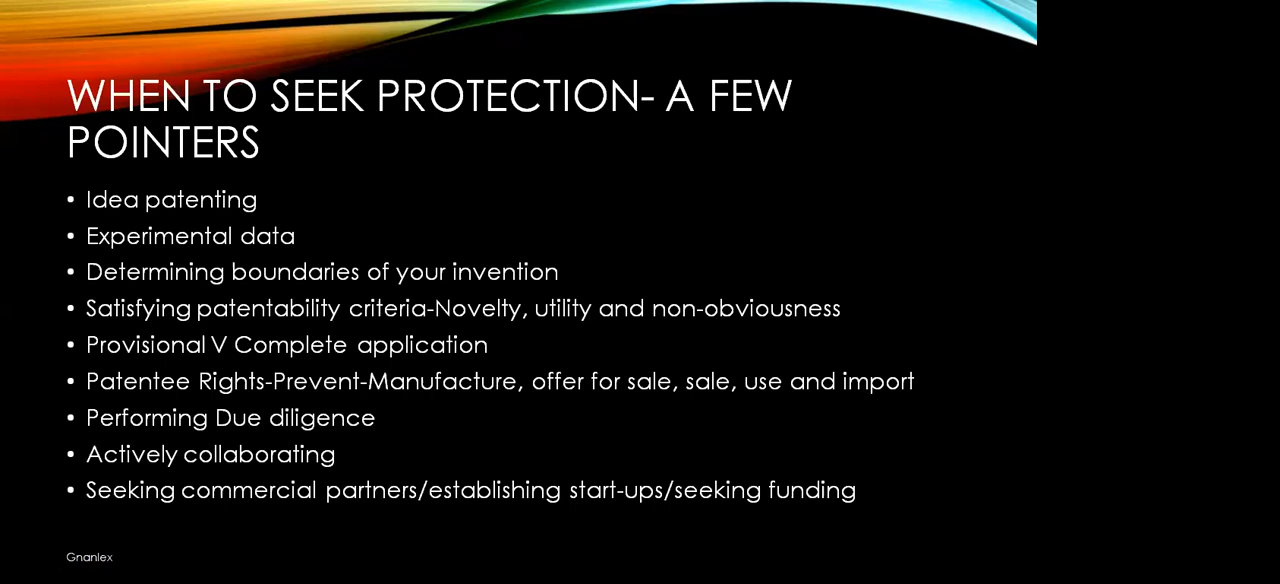 WHEN TO SEEK PROTECTION- A FEW
POINTERS
• Idea patenting
• Experimental data
• Determining boundaries of your invention
• Satisfying patentability criteria-Novelty, utility and non-obviousness
• Provisional V Complete application
• Patentee Rights-Prevent-Manufacture, offer for sale, sale, use and import
• Performing Due diligence
• Actively collaborating
• Seeking commercial partners/establishing start-ups/seeking funding
Gnanlex